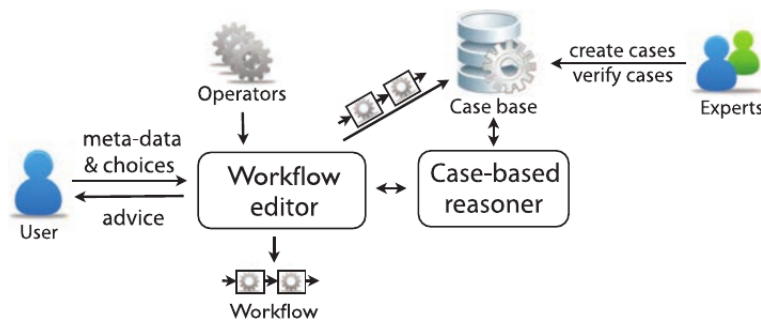 create cases
verify cases
Operators
Case base
Experts
meta-data
& choices
Workflow
editor
Case-based
reasoner
advice
User
Workflow